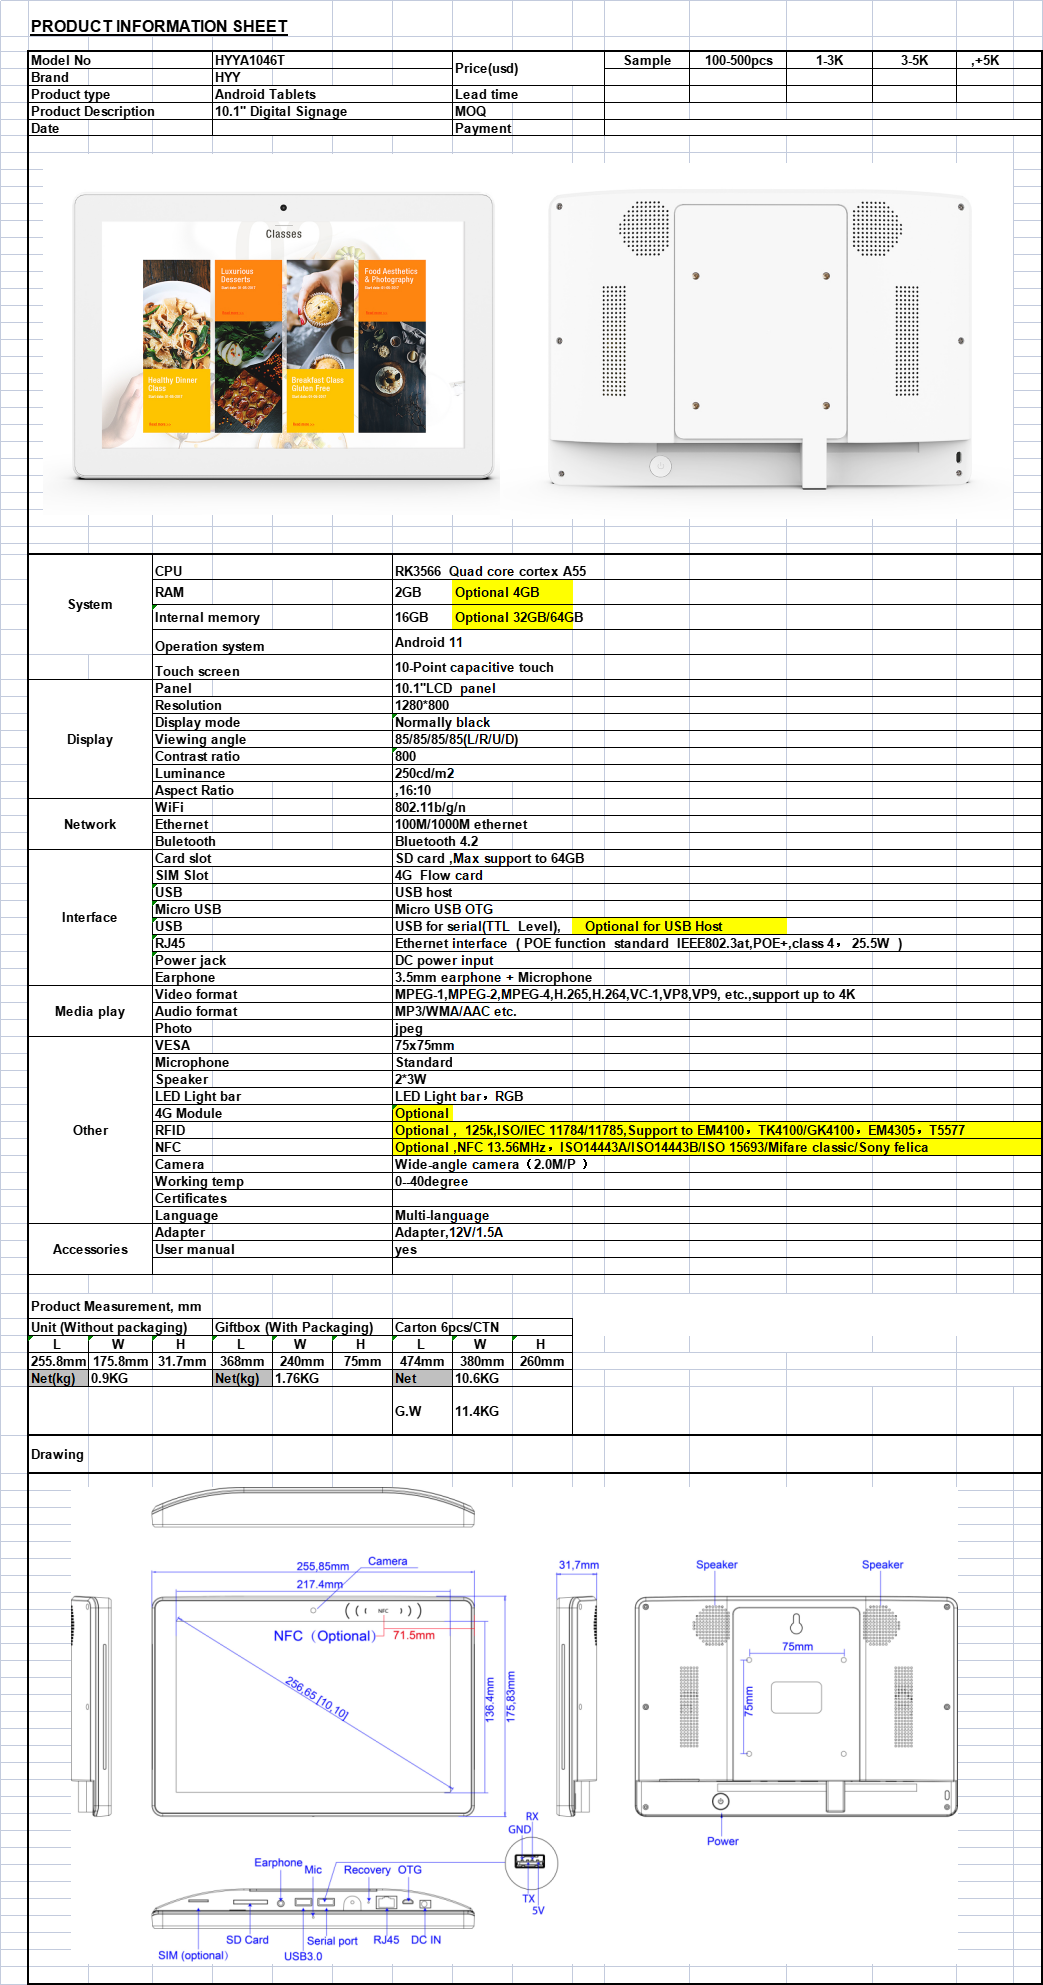 PRODUCT INFORMATION SHEET
Model No HYYA1046T Price(usd) Sample 100-500pcs 1-3K 3-5K ,+5K
Brand HYY
Product type Android Tablets Lead time
Product Description 10.1" Digital Signage MOQ
Date Payment
Classes
Luxurious Desserts
Food Aesthetics & Photography
Healthy Dinner Class
Breakfast Class Gluten Free
System
CPU RK3566 Quad core cortex A55
RAM 2GB Optional 4GB
Internal memory 16GB Optional 32GB/64GB
Operation system Android 11
Touch screen 10-Point capacitive touch
Display
Panel 10.1"LCD panel
Resolution 1280*800
Display mode Normally black
Viewing angle 85/85/85/85(L/R/U/D)
Contrast ratio 800
Luminance 250cd/m2
Aspect Ratio ,16:10
Network
WiFi 802.11b/g/n
Ethernet 100M/1000M ethernet
Buletooth Bluetooth 4.2
Interface
Card slot SD card ,Max support to 64GB
SIM Slot 4G Flow card
USB USB host
Micro USB Micro USB OTG
USB USB for serial(TTL Level), Optional for USB Host
RJ45 Ethernet interface ( POE function standard IEEE802.3at,POE+,class 4， 25.5W )
Power jack DC power input
Earphone 3.5mm earphone + Microphone
Media play
Video format MPEG-1,MPEG-2,MPEG-4,H.265,H.264,VC-1,VP8,VP9, etc.,support up to 4K
Audio format MP3/WMA/AAC etc.
Photo jpeg
Other
VESA 75x75mm
Microphone Standard
Speaker 2*3W
LED Light bar LED Light bar，RGB
4G Module Optional
RFID Optional , 125k,ISO/IEC 11784/11785,Support to EM4100，TK4100/GK4100，EM4305，T5577
NFC Optional ,NFC 13.56MHz，ISO14443A/ISO14443B/ISO 15693/Mifare classic/Sony felica
Camera Wide-angle camera（2.0M/P ）
Working temp 0--40degree
Certificates
Language Multi-language
Accessories
Adapter Adapter,12V/1.5A
User manual yes
Product Measurement, mm
Unit (Without packaging) Giftbox (With Packaging) Carton 6pcs/CTN
L W H L W H L W H
255.8mm 175.8mm 31.7mm 368mm 240mm 75mm 474mm 380mm 260mm
Net(kg) 0.9KG Net(kg) 1.76KG Net 10.6KG
G.W 11.4KG
Drawing
255,85mm Camera
217.4mm
NFC
NFC（Optional） 71.5mm
256,65 [10,10]
136.4mm
175,83mm
31,7mm
Speaker Speaker
75mm
75mm
Power
RX
GND
TX
5V
Earphone Mic Recovery OTG
SIM (optional) SD Card USB3.0 Serial port RJ45 DC IN